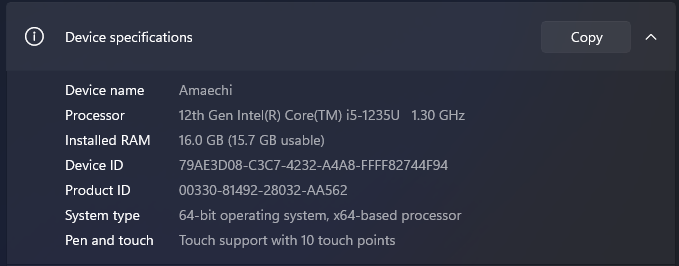 Device specifications Copy
Device name Amaechi
Processor 12th Gen Intel(R) Core(TM) i5-1235U 1.30 GHz
Installed RAM 16.0 GB (15.7 GB usable)
Device ID 79AE3D08-C3C7-4232-A4A8-FFFF82744F94
Product ID 00330-81492-28032-AA562
System type 64-bit operating system, x64-based processor
Pen and touch Touch support with 10 touch points